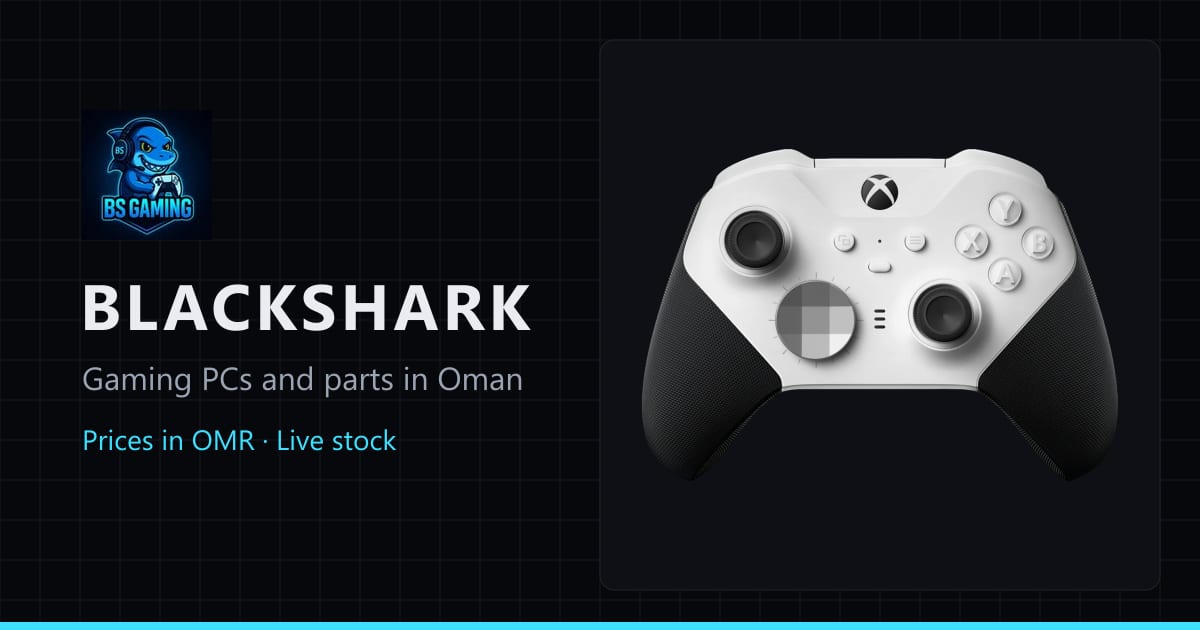 BS
BS GAMING
BLACKSHARK
Gaming PCs and parts in Oman
Prices in OMR · Live stock
Y
X
B
A